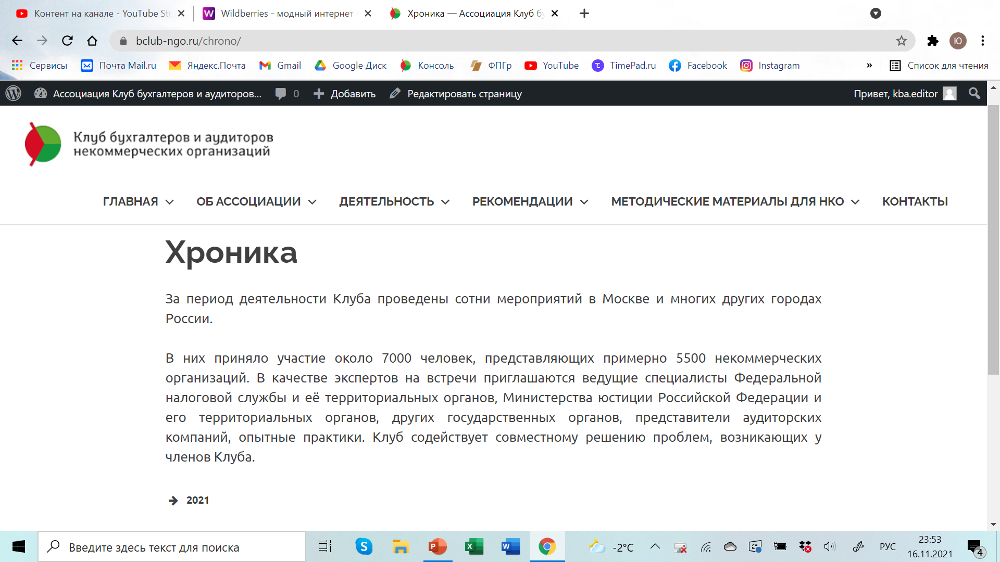 Контент на канале - YouTube Stu
Wildberries - модный интернет
Хроника — Ассоциация Клуб бу
bclub-ngo.ru/chrono/
Ю
Сервисы
Почта Mail.ru
Яндекс.Почта
Gmail
Google Диск
Консоль
ФПГр
YouTube
TimePad.ru
Facebook
Instagram
»
Список для чтения
Ассоциация Клуб бухгалтеров и аудиторов...
0
Добавить
Редактировать страницу
Привет, kba.editor
Клуб бухгалтеров и аудиторов
некоммерческих организаций
ГЛАВНАЯ
ОБ АССОЦИАЦИИ
ДЕЯТЕЛЬНОСТЬ
РЕКОМЕНДАЦИИ
МЕТОДИЧЕСКИЕ МАТЕРИАЛЫ ДЛЯ НКО
КОНТАКТЫ
Хроника
За период деятельности Клуба проведены сотни мероприятий в Москве и многих других городах
России.
В них приняло участие около 7000 человек, представляющих примерно 5500 некоммерческих
организаций. В качестве экспертов на встречи приглашаются ведущие специалисты Федеральной
налоговой службы и её территориальных органов, Министерства юстиции Российской Федерации и
его территориальных органов, других государственных органов, представители аудиторских
компаний, опытные практики. Клуб содействует совместному решению проблем, возникающих у
членов Клуба.
2021
Введите здесь текст для поиска
-2°C
РУС
23:53
16.11.2021
4